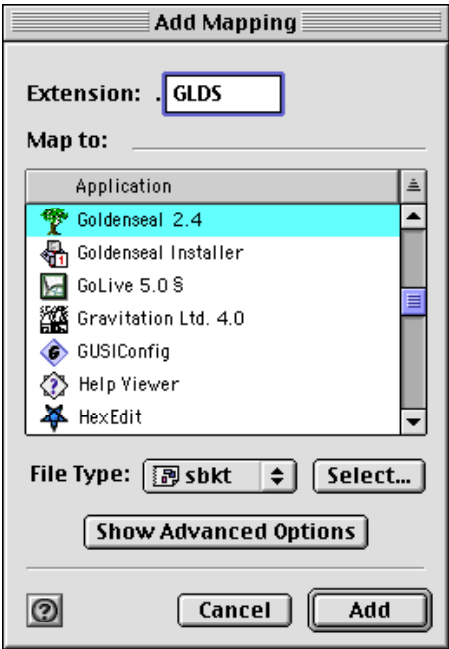 Add Mapping
Extension: .GLDS
Map to:
Application
Goldenseal 2.4
Goldenseal Installer
GoLive 5.0 §
Gravitation Ltd. 4.0
GUSIConfig
Help Viewer
HexEdit
File Type: sbkt Select...
Show Advanced Options
? Cancel Add